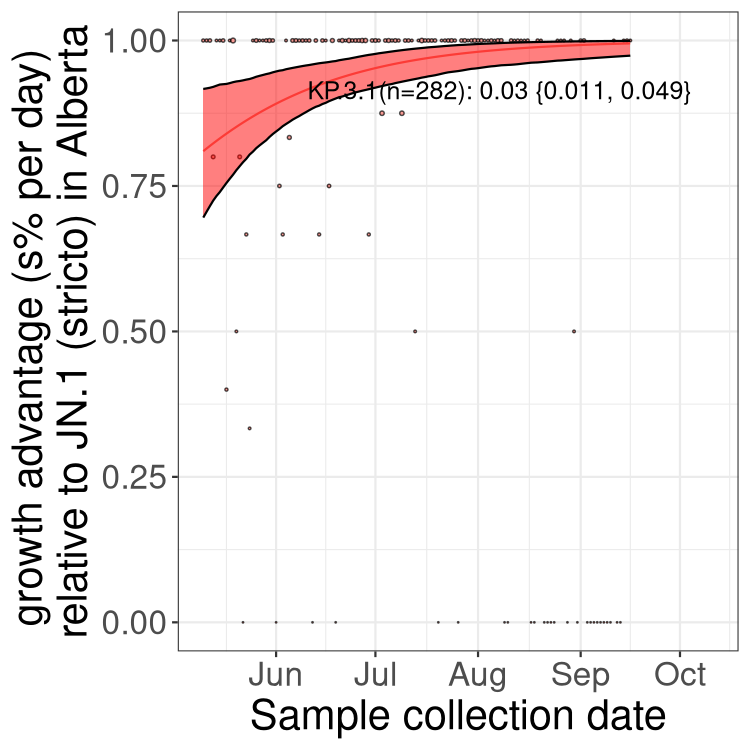 growth advantage (s% per day)
relative to JN.1 (stricto) in Alberta
1.00
0.75
0.50
0.25
0.00
KP.3.1(n=282): 0.03 {0.011, 0.049}
Jun Jul Aug Sep Oct
Sample collection date